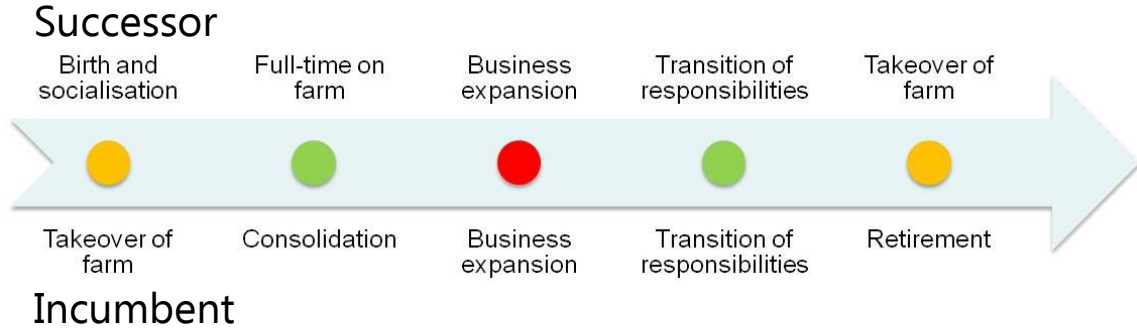 Successor
Birth and
socialisation
Full-time on
farm
Business
expansion
Transition of
responsibilities
Takeover of
farm
Takeover of
farm
Consolidation
Business
expansion
Transition of
responsibilities
Retirement
Incumbent